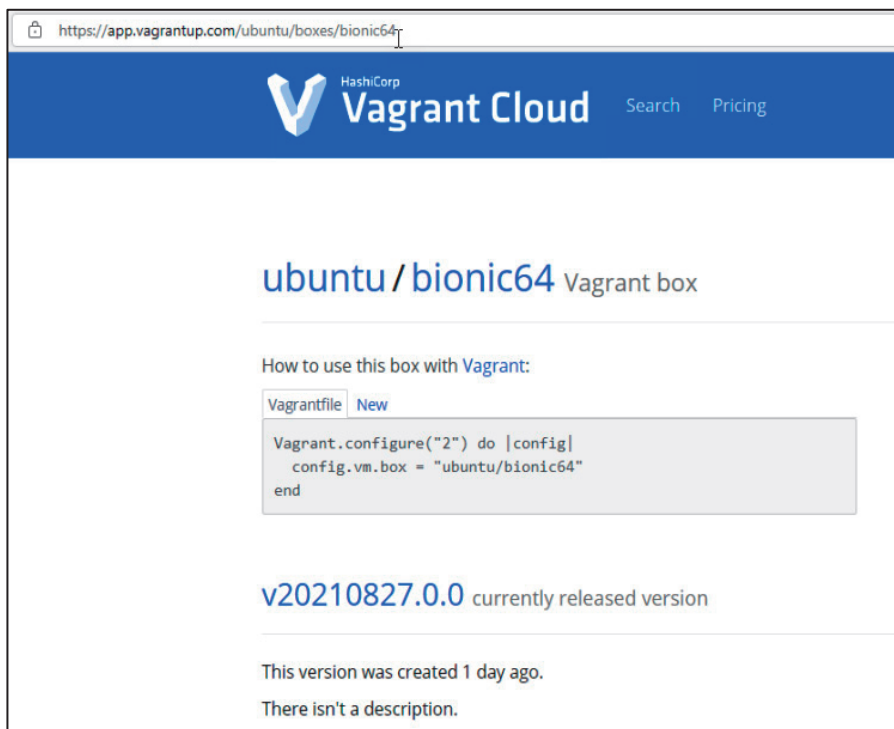 https://app.vagrantup.com/ubuntu/boxes/bionic64
HashiCorp
Vagrant Cloud Search Pricing
ubuntu / bionic64 Vagrant box
How to use this box with Vagrant:
Vagrantfile New
Vagrant.configure("2") do |config|
  config.vm.box = "ubuntu/bionic64"
end
v20210827.0.0 currently released version
This version was created 1 day ago.
There isn't a description.